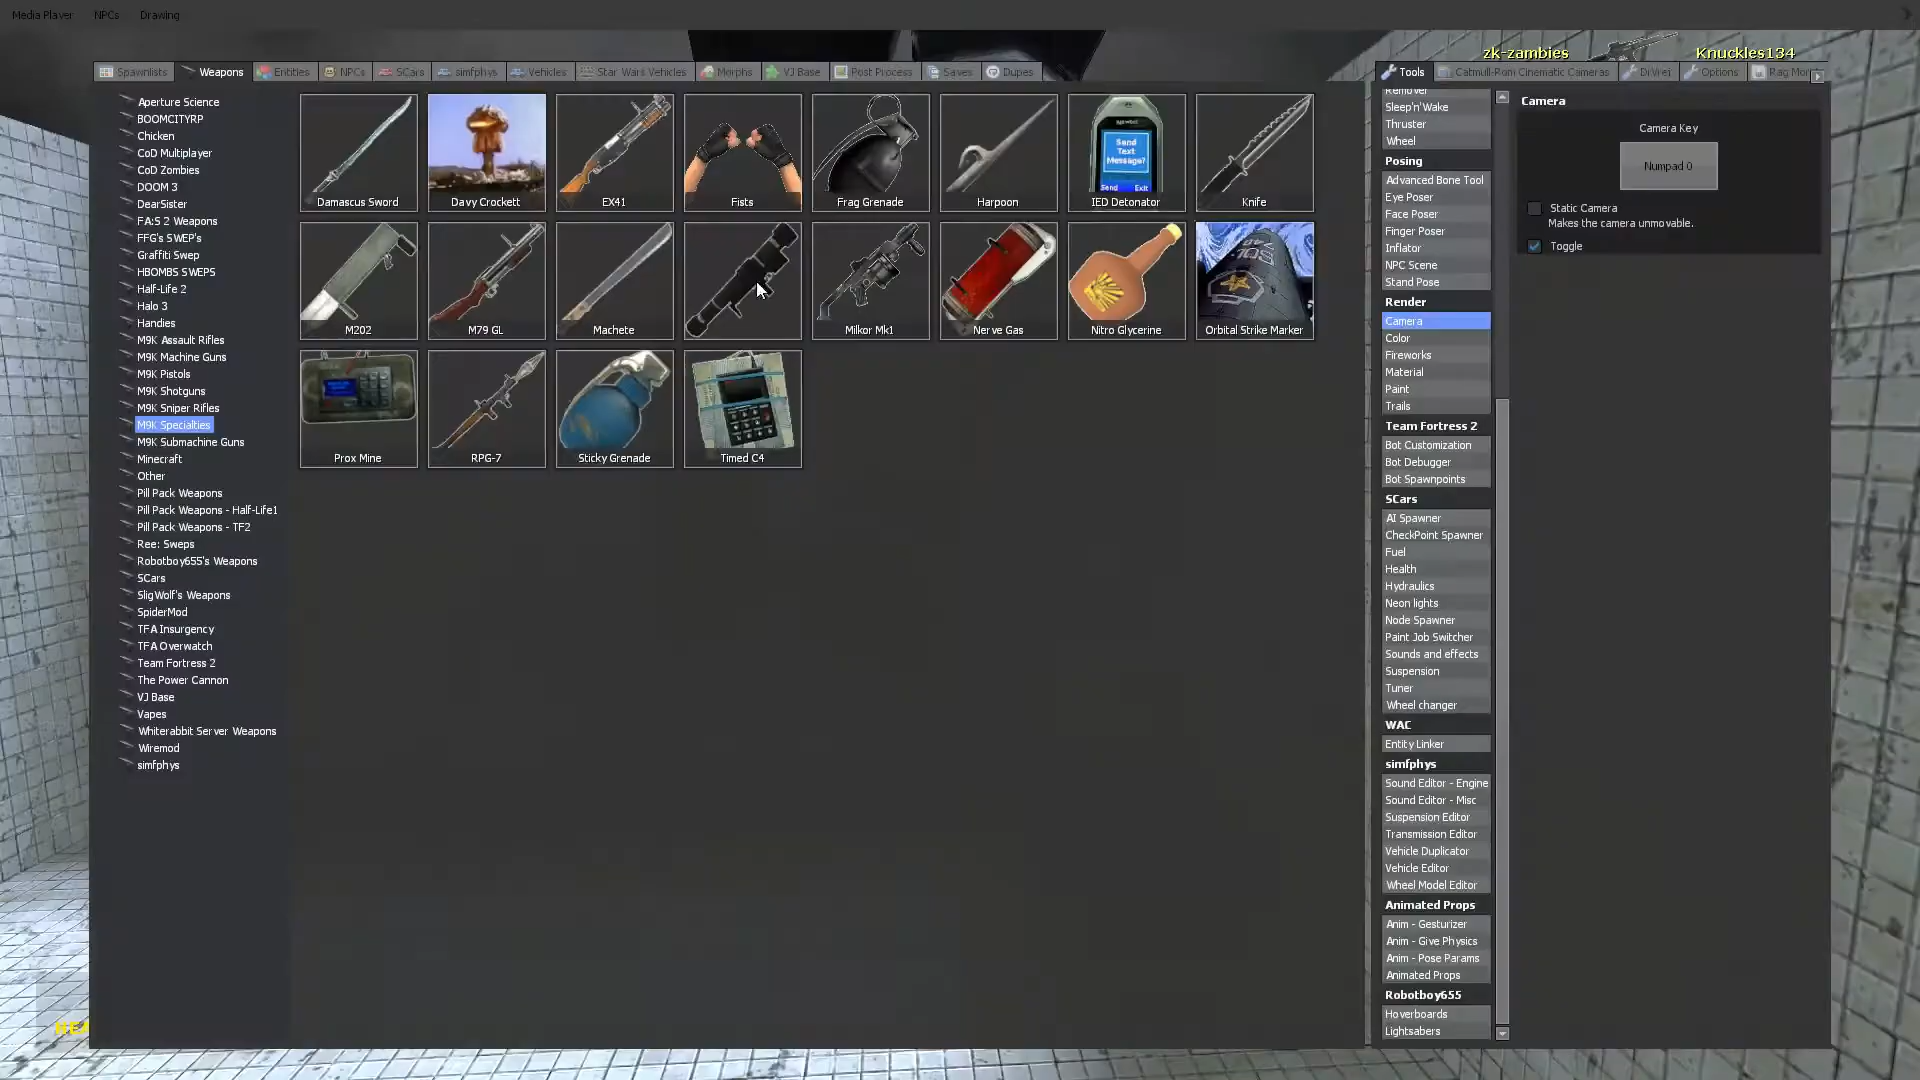 Media Player NPCs Drawing
zk-zambies Knuckles134
Spawnlists Weapons Entities NPCs SCars simfphys Vehicles Star Wars Vehicles Morphs VJ Base Post Process Saves Dupes
Tools Catmull-Rom Cinematic Cameras DrVrej Options
Aperture Science
BOOMCITYRP
Chicken
CoD Multiplayer
CoD Zombies
DOOM 3
DearSister
FA:S 2 Weapons
FFG's SWEP's
Graffiti Swep
HBOMBS SWEPS
Half-Life 2
Halo 3
Handies
M9K Assault Rifles
M9K Machine Guns
M9K Pistols
M9K Shotguns
M9K Sniper Rifles
M9K Specialties
M9K Submachine Guns
Minecraft
Other
Pill Pack Weapons
Pill Pack Weapons - Half-Life1
Pill Pack Weapons - TF2
Ree: Sweps
Robotboy655's Weapons
SCars
SligWolf's Weapons
SpiderMod
TFA Insurgency
TFA Overwatch
Team Fortress 2
The Power Cannon
VJ Base
Vapes
Whiterabbit Server Weapons
Wiremod
simfphys
Send
Text
Message?
Send Exit
Damascus Sword Davy Crockett EX41 Fists Frag Grenade Harpoon IED Detonator Knife
M202 M79 GL Machete Milkor Mk1 Nerve Gas Nitro Glycerine Orbital Strike Marker
Prox Mine RPG-7 Sticky Grenade Timed C4
Remover
Sleep'n'Wake
Thruster
Wheel
Posing
Advanced Bone Tool
Eye Poser
Face Poser
Finger Poser
Inflator
NPC Scene
Stand Pose
Render
Camera
Color
Fireworks
Material
Paint
Trails
Team Fortress 2
Bot Customization
Bot Debugger
Bot Spawnpoints
SCars
AI Spawner
CheckPoint Spawner
Fuel
Health
Hydraulics
Neon lights
Node Spawner
Paint Job Switcher
Sounds and effects
Suspension
Tuner
Wheel changer
WAC
Entity Linker
simfphys
Sound Editor - Engine
Sound Editor - Misc
Suspension Editor
Transmission Editor
Vehicle Duplicator
Vehicle Editor
Wheel Model Editor
Animated Props
Anim - Gesturizer
Anim - Give Physics
Anim - Pose Params
Animated Props
Robotboy655
Hoverboards
Lightsabers
Camera
Camera Key
Numpad 0
Static Camera
Makes the camera unmovable.
Toggle